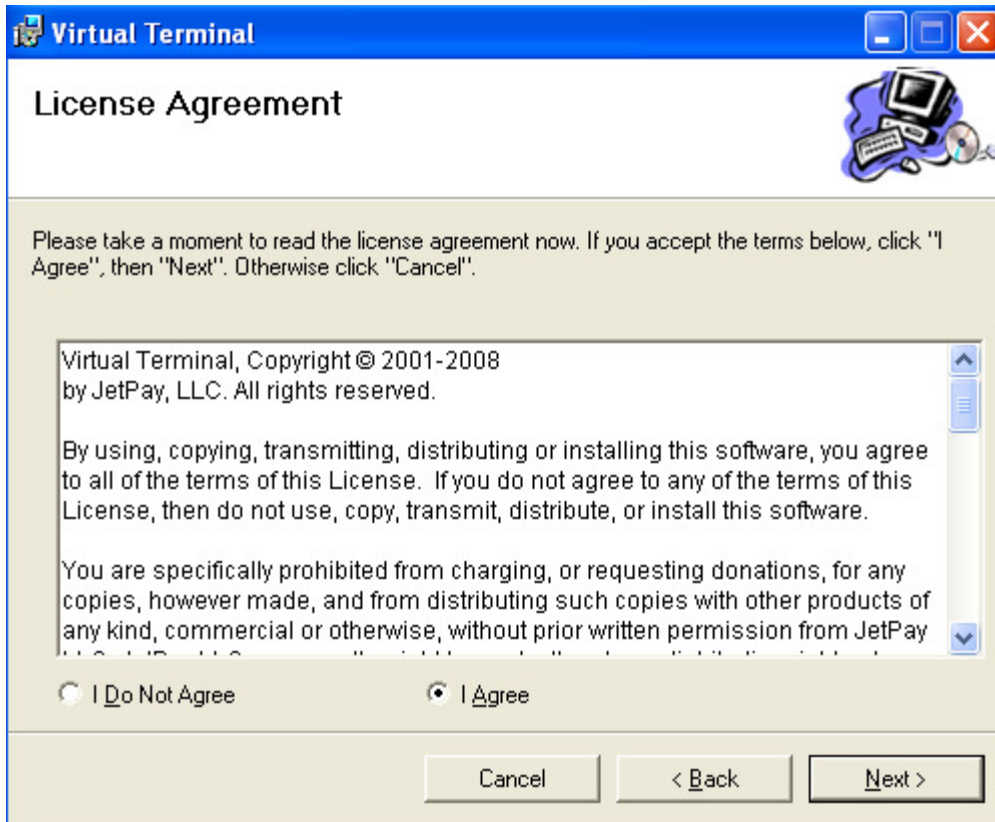 Virtual Terminal
License Agreement
Please take a moment to read the license agreement now. If you accept the terms below, click "I
Agree", then "Next". Otherwise click "Cancel".
Virtual Terminal, Copyright © 2001-2008
by JetPay, LLC. All rights reserved.
By using, copying, transmitting, distributing or installing this software, you agree
to all of the terms of this License.  If you do not agree to any of the terms of this
License, then do not use, copy, transmit, distribute, or install this software.
You are specifically prohibited from charging, or requesting donations, for any
copies, however made, and from distributing such copies with other products of
any kind, commercial or otherwise, without prior written permission from JetPay
I Do Not Agree
I Agree
Cancel
< Back
Next >